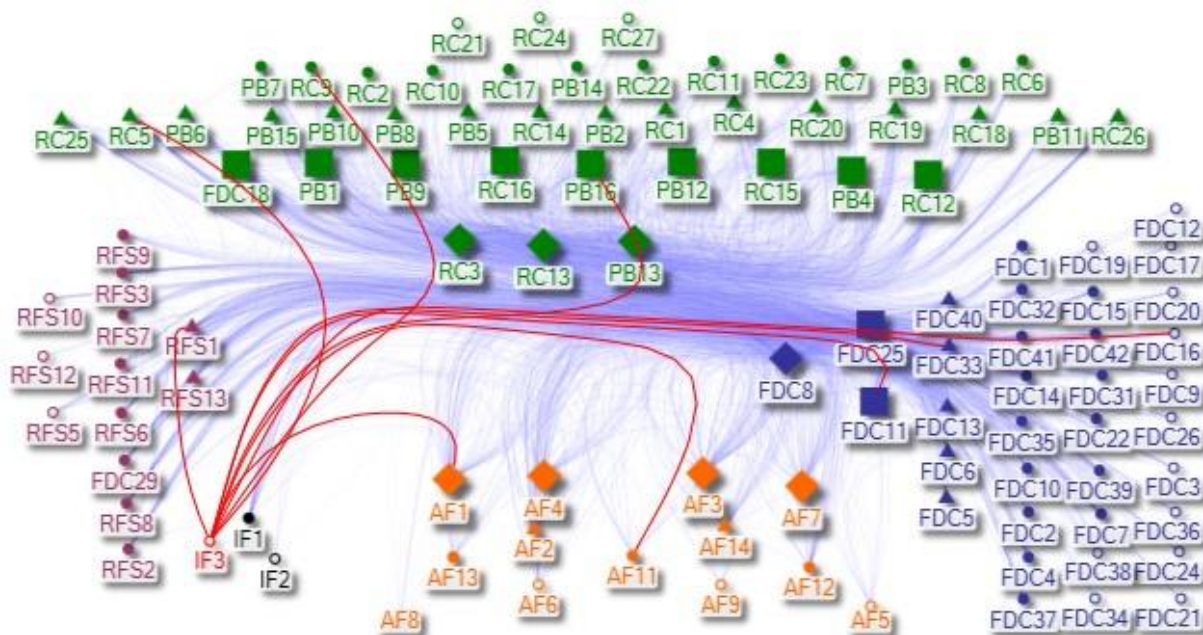 RC21 RC24 RC27
PB7 RC9 RC2 RC10 RC17 PB14 RC22 RC11 RC23 RC7 PB3 RC8 RC6
RC25 RC5 PB6 PB15 PB10 PB8 PB5 RC14 PB2 RC1 RC4 RC20 RC19 RC18 PB11 RC26
FDC18 PB1 PB9 RC16 PB16 PB12 RC15 PB4 RC12
FDC12
RFS9 RC3 RC13 PB13 FDC1 FDC19 FDC17
RFS3 FDC32 FDC15 FDC20
RFS10 RFS7 RFS1 FDC25 FDC40
RFS12 RFS11 FDC8 FDC33 FDC41 FDC42 FDC16
RFS13 FDC14 FDC31 FDC9
RFS5 RFS6 FDC11 FDC13 FDC35 FDC22 FDC26
FDC29 FDC6 FDC10 FDC39 FDC3
RFS8 AF1 AF4 AF3 AF7 FDC5 FDC2 FDC7 FDC36
RFS2 IF3 IF1 IF2 AF13 AF2 AF11 AF14 AF12 FDC4 FDC38 FDC24
AF8 AF6 AF9 AF5 FDC37 FDC34 FDC21